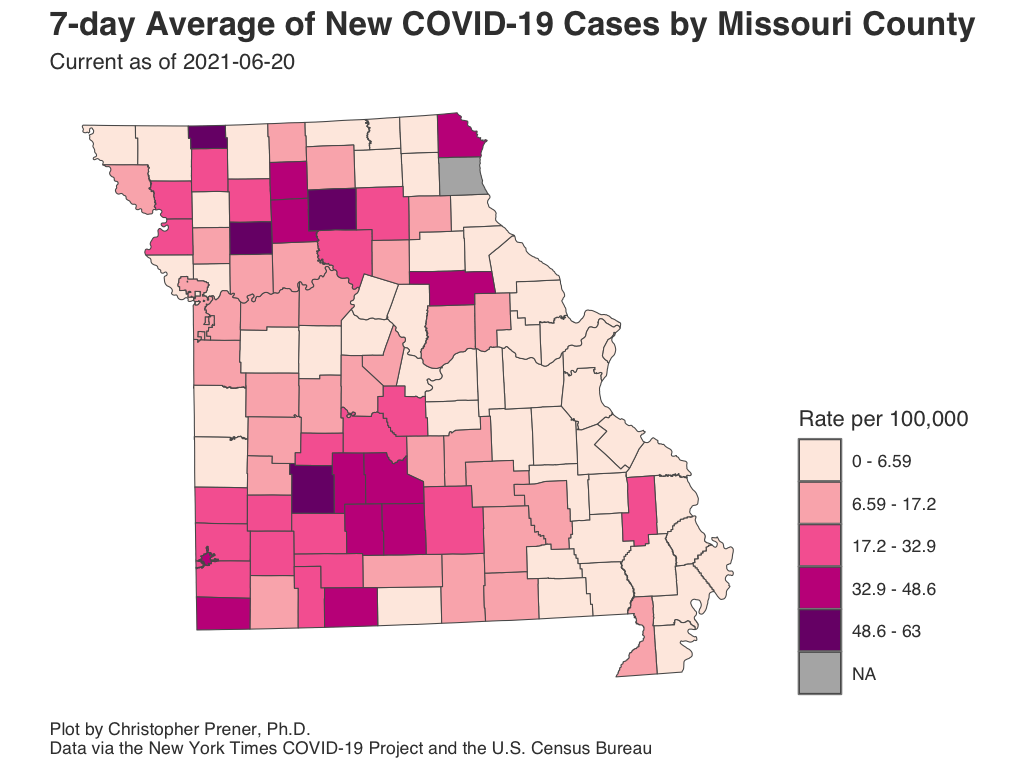 7-day Average of New COVID-19 Cases by Missouri County
Current as of 2021-06-20
Rate per 100,000
0 - 6.59
6.59 - 17.2
17.2 - 32.9
32.9 - 48.6
48.6 - 63
NA
Plot by Christopher Prener, Ph.D.
Data via the New York Times COVID-19 Project and the U.S. Census Bureau